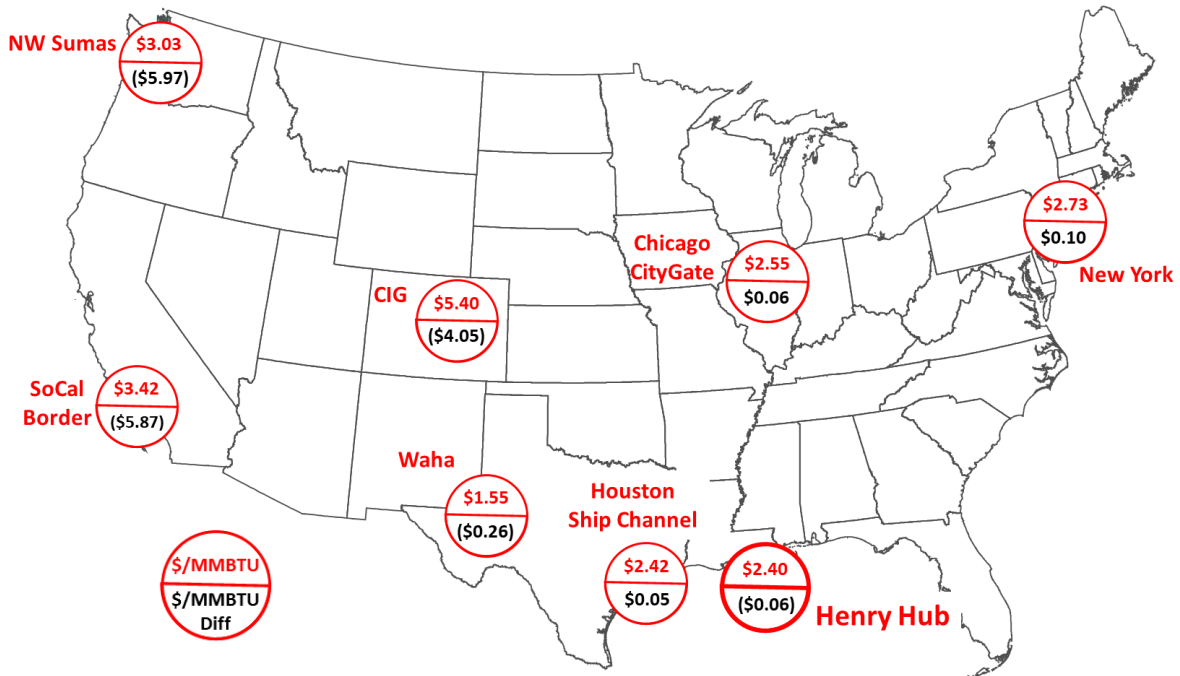 NW Sumas
$3.03
($5.97)
$2.73
$0.10
New York
Chicago
CityGate
$2.55
$0.06
CIG
$5.40
($4.05)
SoCal
Border
$3.42
($5.87)
Waha
$1.55
($0.26)
Houston
Ship Channel
$2.42
$0.05
$2.40
($0.06)
Henry Hub
$/MMBTU
$/MMBTU
Diff